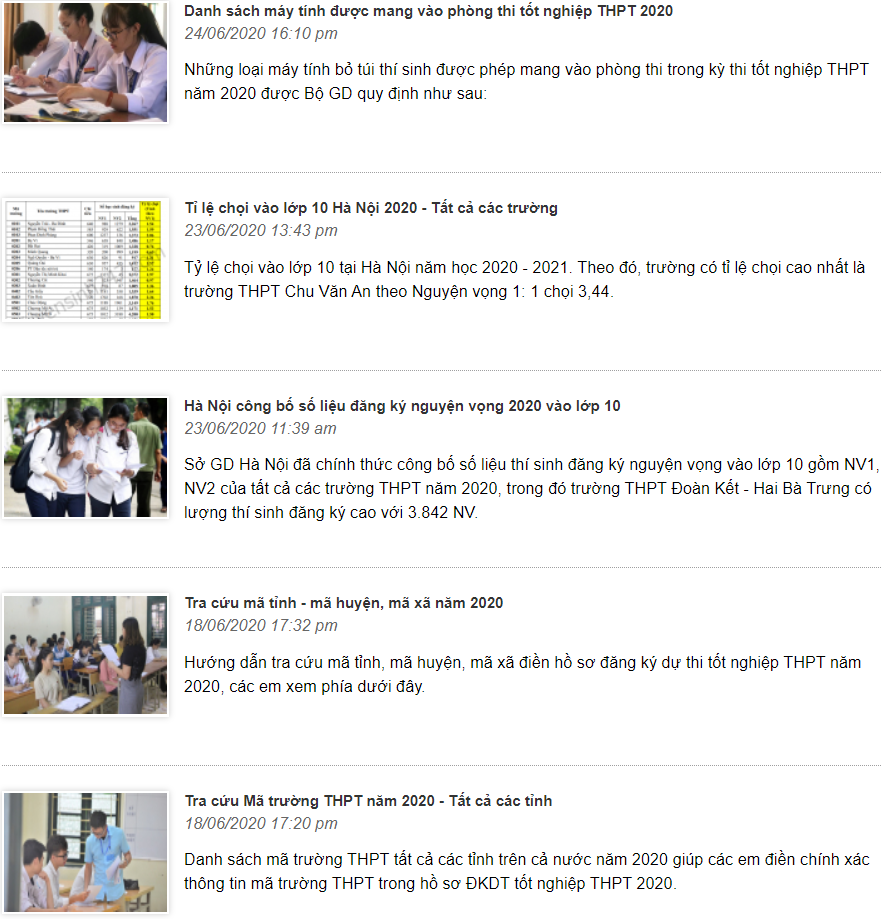 Danh sách máy tính được mang vào phòng thi tốt nghiệp THPT 2020
24/06/2020 16:10 pm
Những loại máy tính bỏ túi thí sinh được phép mang vào phòng thi trong kỳ thi tốt nghiệp THPT
năm 2020 được Bộ GD quy định như sau:
Tỉ lệ chọi vào lớp 10 Hà Nội 2020 - Tất cả các trường
23/06/2020 13:43 pm
Tỷ lệ chọi vào lớp 10 tại Hà Nội năm học 2020 - 2021. Theo đó, trường có tỉ lệ chọi cao nhất là
trường THPT Chu Văn An theo Nguyện vọng 1: 1 chọi 3,44.
Hà Nội công bố số liệu đăng ký nguyện vọng 2020 vào lớp 10
23/06/2020 11:39 am
Sở GD Hà Nội đã chính thức công bố số liệu thí sinh đăng ký nguyện vọng vào lớp 10 gồm NV1,
NV2 của tất cả các trường THPT năm 2020, trong đó trường THPT Đoàn Kết - Hai Bà Trưng có
lượng thí sinh đăng ký cao với 3.842 NV.
Tra cứu mã tỉnh - mã huyện, mã xã năm 2020
18/06/2020 17:32 pm
Hướng dẫn tra cứu mã tỉnh, mã huyện, mã xã điền hồ sơ đăng ký dự thi tốt nghiệp THPT năm
2020, các em xem phía dưới đây.
Tra cứu Mã trường THPT năm 2020 - Tất cả các tỉnh
18/06/2020 17:20 pm
Danh sách mã trường THPT tất cả các tỉnh trên cả nước năm 2020 giúp các em điền chính xác
thông tin mã trường THPT trong hồ sơ ĐKDT tốt nghiệp THPT 2020.